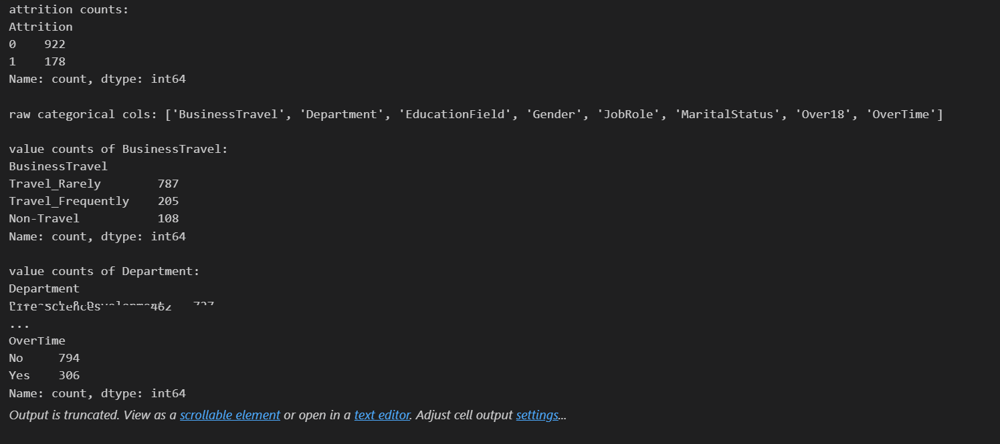 attrition counts:
Attrition
0    922
1    178
Name: count, dtype: int64

raw categorical cols: ['BusinessTravel', 'Department', 'EducationField', 'Gender', 'JobRole', 'MaritalStatus', 'Over18', 'OverTime']

value counts of BusinessTravel:
BusinessTravel
Travel_Rarely        787
Travel_Frequently    205
Non-Travel           108
Name: count, dtype: int64

value counts of Department:
Department
Life Sciences       462
...
OverTime
No     794
Yes    306
Name: count, dtype: int64
Output is truncated. View as a scrollable element or open in a text editor. Adjust cell output settings...